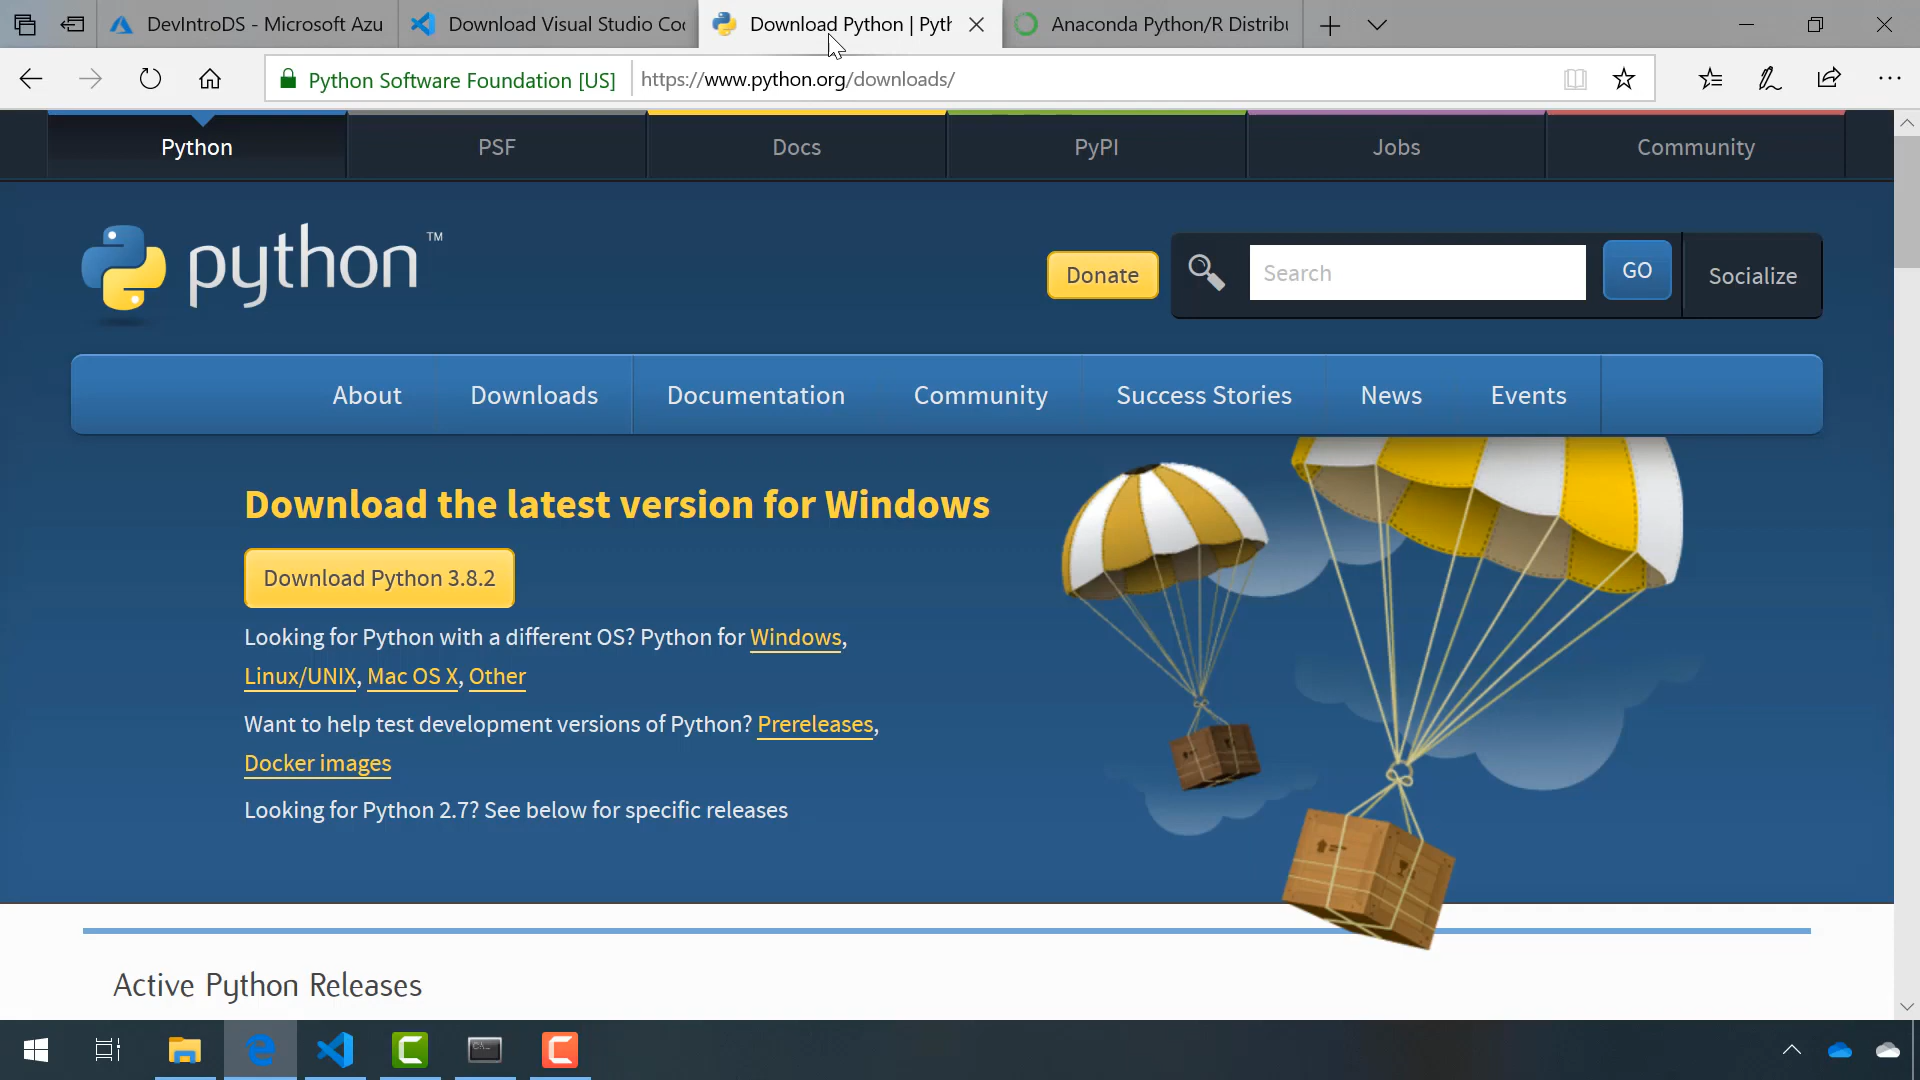 DevIntroDS - Microsoft Azu
Download Visual Studio Co
Download Python | Pyth
Anaconda Python/R Distribu
Python Software Foundation [US]
https://www.python.org/downloads/
Python
PSF
Docs
PyPI
Jobs
Community
python™
Donate
Search
GO
Socialize
About
Downloads
Documentation
Community
Success Stories
News
Events
Download the latest version for Windows
Download Python 3.8.2
Looking for Python with a different OS? Python for Windows,
Linux/UNIX, Mac OS X, Other
Want to help test development versions of Python? Prereleases,
Docker images
Looking for Python 2.7? See below for specific releases
Active Python Releases